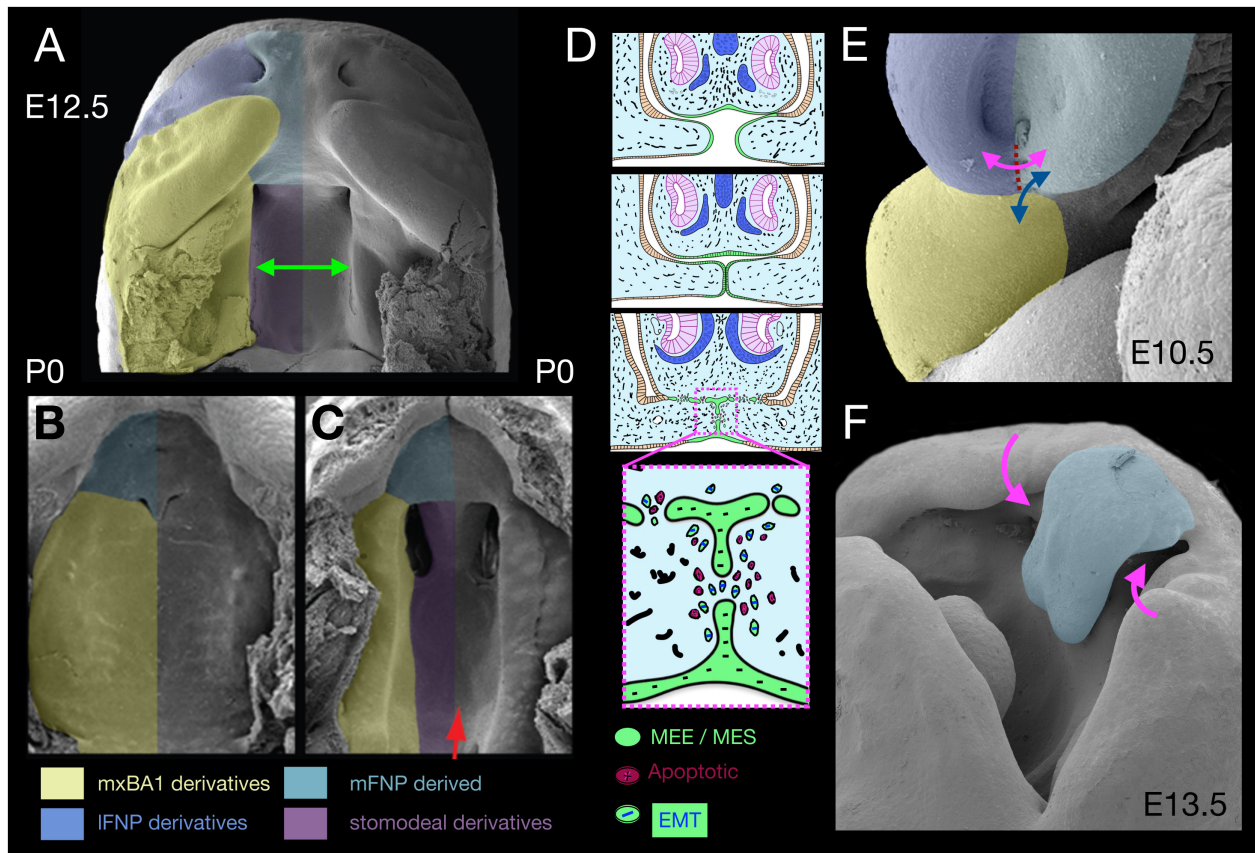 A
E12.5
P0
P0
B
C
D
E
E10.5
F
E13.5
MEE / MES
Apoptotic
EMT
mxBA1 derivatives
mFNP derived
lFNP derivatives
stomodeal derivatives